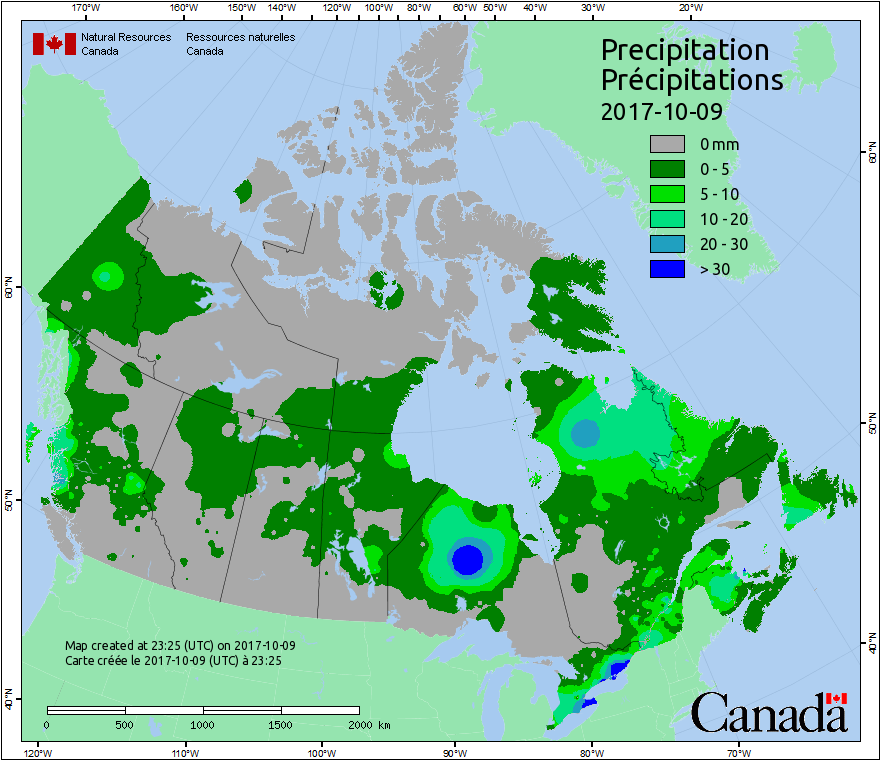 170°W 160°W 150°W 140°W 120°W 100°W 80°W 60°W 50°W 40°W 30°W 20°W
Natural Resources Ressources naturelles
Canada Canada
Precipitation
Précipitations
2017-10-09
0 mm
0 - 5
5 - 10
10 - 20
20 - 30
> 30
60°N
50°N
40°N
60°N
50°N
40°N
Map created at 23:25 (UTC) on 2017-10-09
Carte créée le 2017-10-09 (UTC) à 23:25
0 500 1000 1500 2000 km
Canada
120°W 110°W 100°W 90°W 80°W 70°W